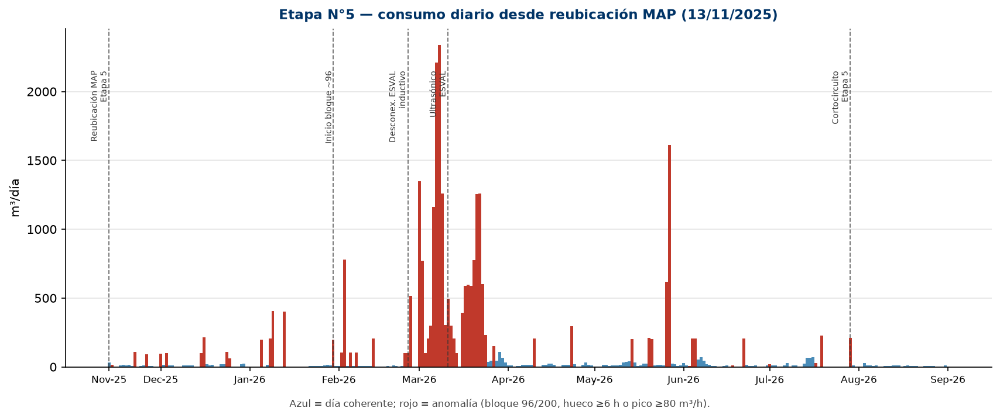 Etapa N°5 — consumo diario desde reubicación MAP (13/11/2025)
m³/día
2000
1500
1000
500
0
Reubicación MAP
Etapa 5
Inicio bloque ~96
Desconex. ESVAL
inductivo
Ultrasónico
ESVAL
Cortocircuito
Etapa 5
Nov-25
Dec-25
Jan-26
Feb-26
Mar-26
Apr-26
May-26
Jun-26
Jul-26
Aug-26
Sep-26
Azul = día coherente; rojo = anomalía (bloque 96/200, hueco ≥6 h o pico ≥80 m³/h).